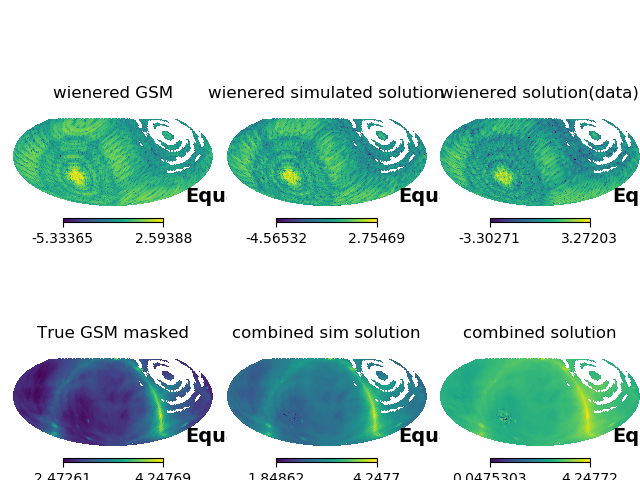 wienered GSM
wienered simulated solution
wienered solution(data)
Equ
Equ
Eq
-5.33365 2.59388
-4.56532 2.75469
-3.30271 3.27203
True GSM masked
combined sim solution
combined solution
Equ
Equ
Eq
2.47261 4.24769
1.84862 4.2477
0.0475303 4.24772